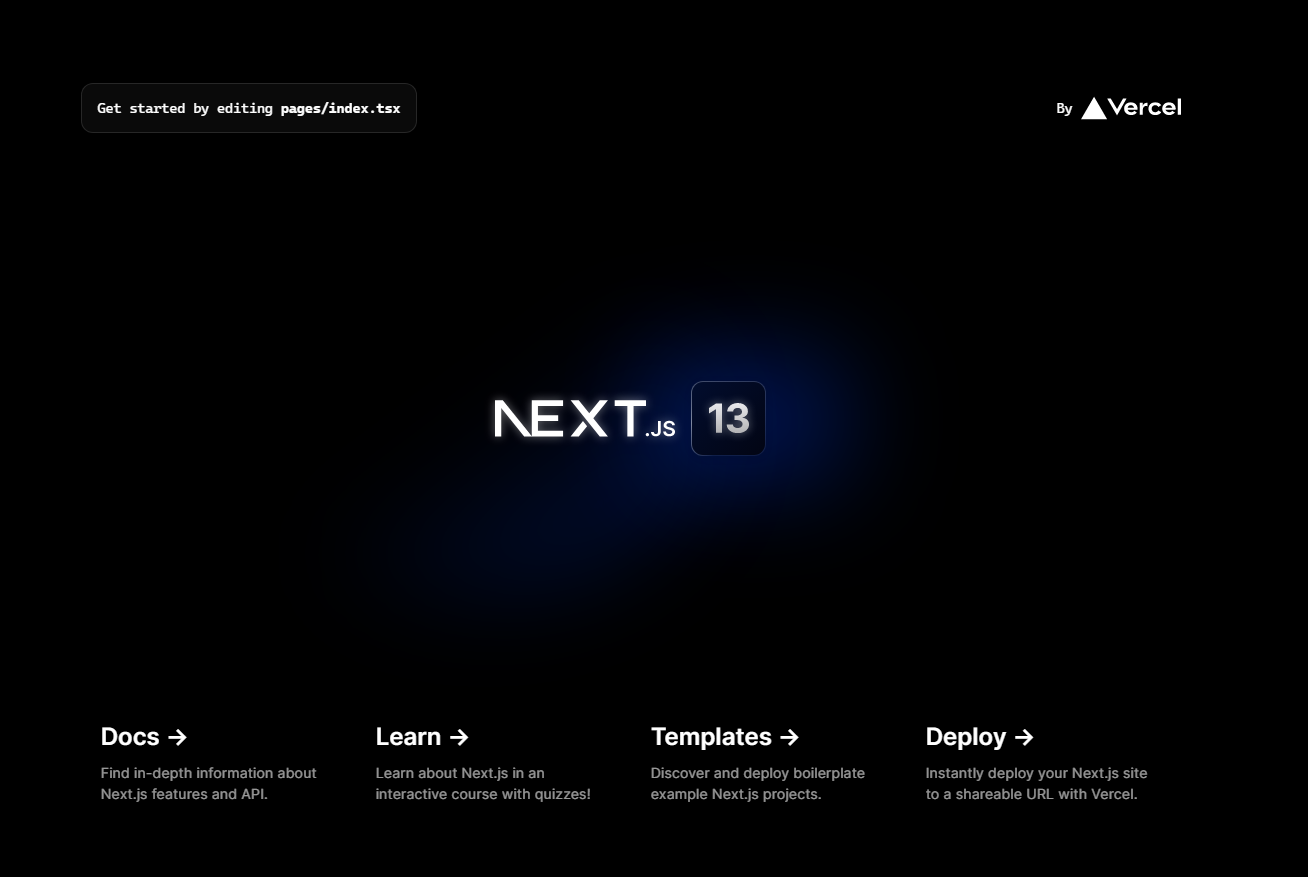 Get started by editing pages/index.tsx
By Vercel
NEXT.JS 13
Docs →
Find in-depth information about
Next.js features and API.
Learn →
Learn about Next.js in an
interactive course with quizzes!
Templates →
Discover and deploy boilerplate
example Next.js projects.
Deploy →
Instantly deploy your Next.js site
to a shareable URL with Vercel.